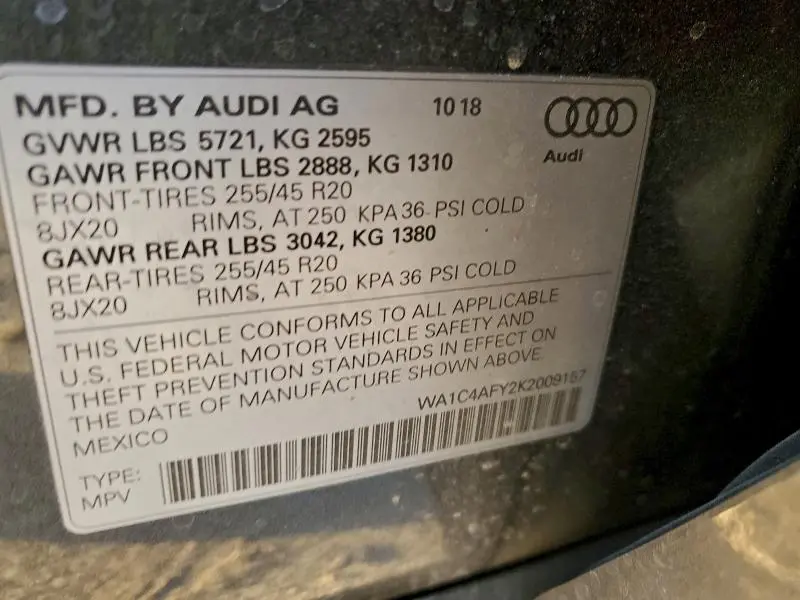 MFD. BY AUDI AG 10 18
Audi
GVWR LBS 5721, KG 2595
GAWR FRONT LBS 2888, KG 1310
FRONT-TIRES 255/45 R20
8JX20 RIMS, AT 250 KPA 36 PSI COLD
GAWR REAR LBS 3042, KG 1380
REAR-TIRES 255/45 R20
8JX20 RIMS, AT 250 KPA 36 PSI COLD
THIS VEHICLE CONFORMS TO ALL APPLICABLE
U.S. FEDERAL MOTOR VEHICLE SAFETY AND
THEFT PREVENTION STANDARDS IN EFFECT ON
THE DATE OF MANUFACTURE SHOWN ABOVE.
MEXICO
WA1C4AFY2K2009157
TYPE:
MPV